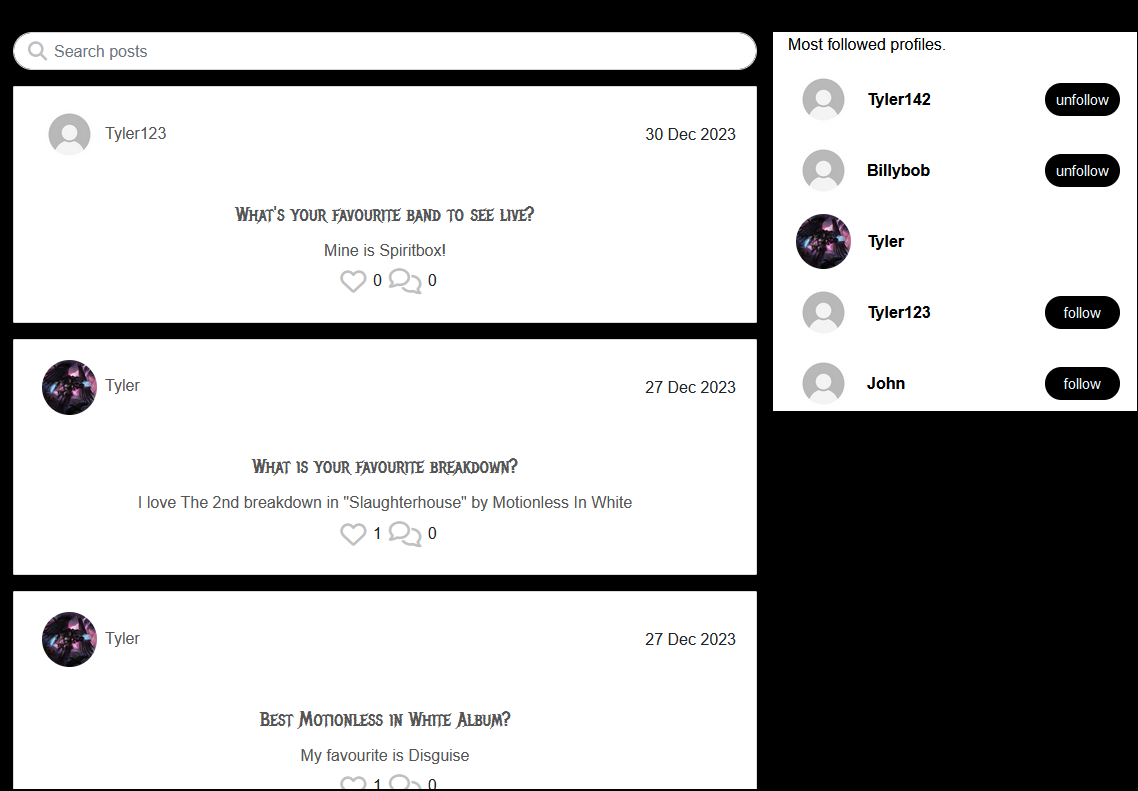 Search posts
Tyler123
30 Dec 2023
What's your favourite band to see live?
Mine is Spiritbox!
0 0
Tyler
27 Dec 2023
What is your favourite breakdown?
I love The 2nd breakdown in "Slaughterhouse" by Motionless In White
1 0
Tyler
27 Dec 2023
Best Motionless in White Album?
My favourite is Disguise
1 0
Most followed profiles.
Tyler142 unfollow
Billybob unfollow
Tyler
Tyler123 follow
John follow